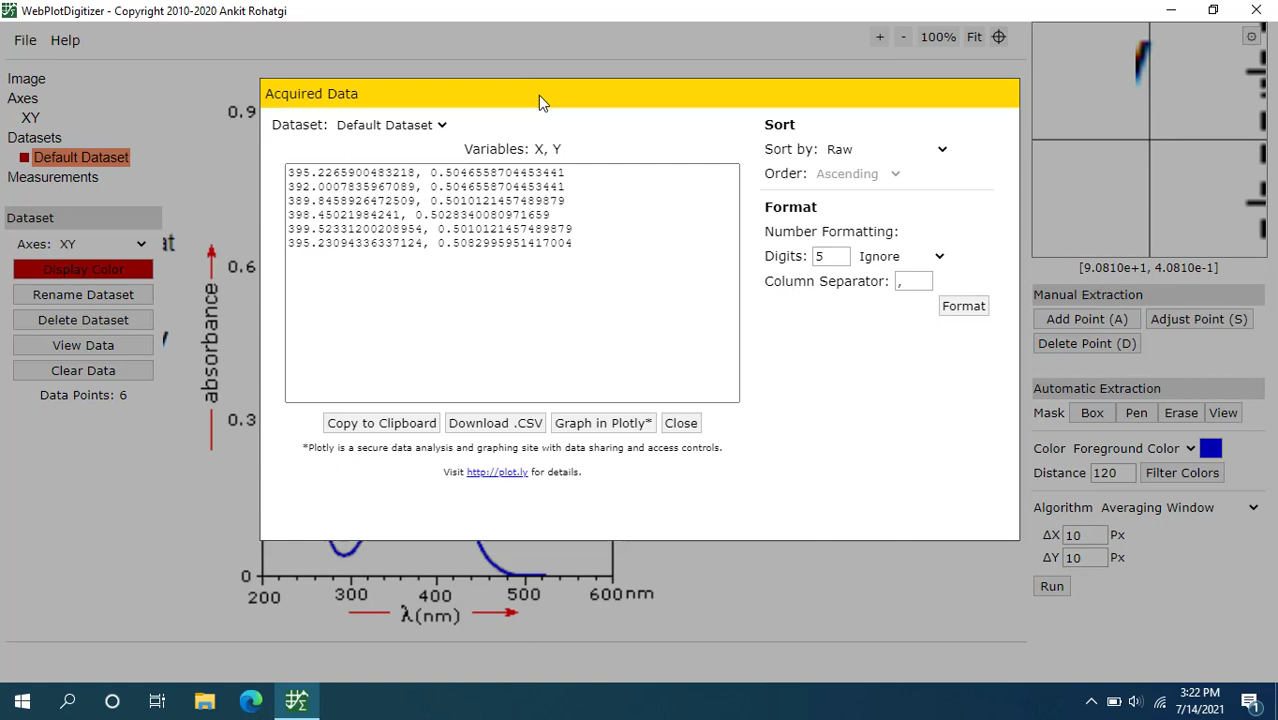 WebPlotDigitizer - Copyright 2010-2020 Ankit Rohatgi
File Help
+ - 100% Fit
Image
Axes
XY
Datasets
Default Dataset
Measurements
Dataset
Axes: XY
Display Color
Rename Dataset
Delete Dataset
View Data
Clear Data
Data Points: 6
0.9
0.6
0.3
0
absorbance
200 300 400 500 600nm
λ(nm)
Acquired Data
Dataset: Default Dataset
Variables: X, Y
395.2265900483218, 0.5046558704453441
392.0007835967089, 0.5046558704453441
389.8458926472509, 0.5010121457489879
398.45021984241, 0.5028340080971659
399.52331200208954, 0.5010121457489879
395.23094336337124, 0.5082995951417004
Copy to Clipboard Download .CSV Graph in Plotly* Close
*Plotly is a secure data analysis and graphing site with data sharing and access controls.
Visit http://plot.ly for details.
Sort
Sort by: Raw
Order: Ascending
Format
Number Formatting:
Digits: 5 Ignore
Column Separator: ,
Format
[9.0810e+1, 4.0810e-1]
Manual Extraction
Add Point (A) Adjust Point (S)
Delete Point (D)
Automatic Extraction
Mask Box Pen Erase View
Color Foreground Color
Distance 120 Filter Colors
Algorithm Averaging Window
ΔX 10 Px
ΔY 10 Px
Run
3:22 PM
7/14/2021
1